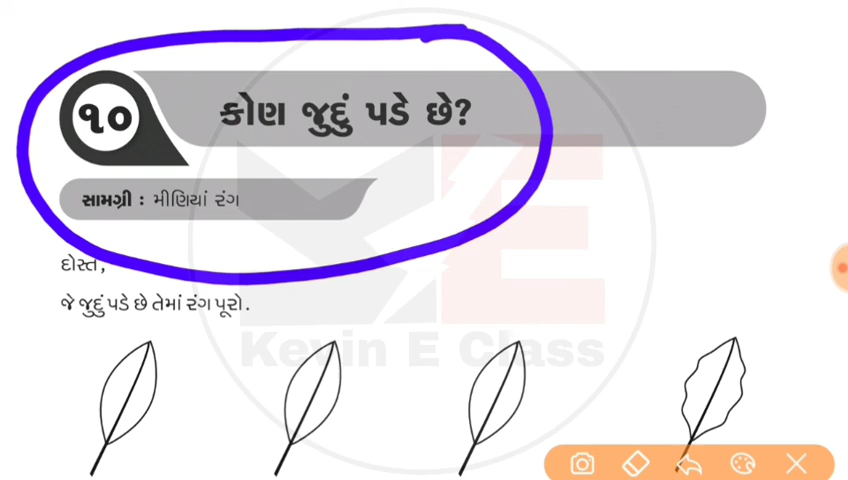 ૧૦
કોણ જુદું પડે છે?
સામગ્રી : મીણિયાં રંગ
દોસ્ત,
જે જુદું પડે છે તેમાં રંગ પૂરો.
Kevin E Class